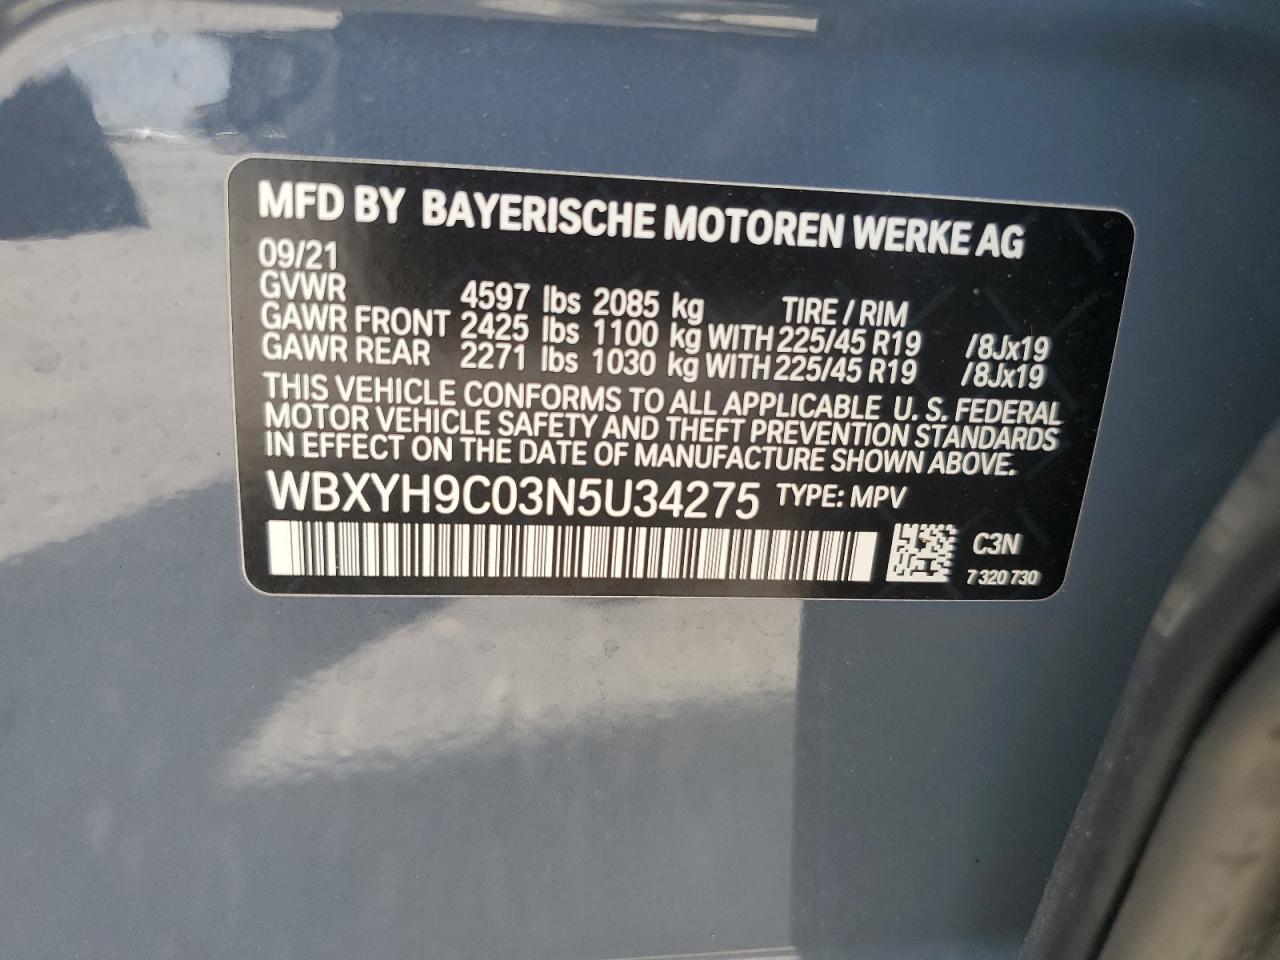 MFD BY BAYERISCHE MOTOREN WERKE AG
09/21
GVWR 4597 lbs 2085 kg TIRE / RIM
GAWR FRONT 2425 lbs 1100 kg WITH 225/45 R19 /8Jx19
GAWR REAR 2271 lbs 1030 kg WITH 225/45 R19 /8Jx19
THIS VEHICLE CONFORMS TO ALL APPLICABLE U. S. FEDERAL
MOTOR VEHICLE SAFETY AND THEFT PREVENTION STANDARDS
IN EFFECT ON THE DATE OF MANUFACTURE SHOWN ABOVE.
WBXYH9C03N5U34275 TYPE: MPV
C3N
7 320 730